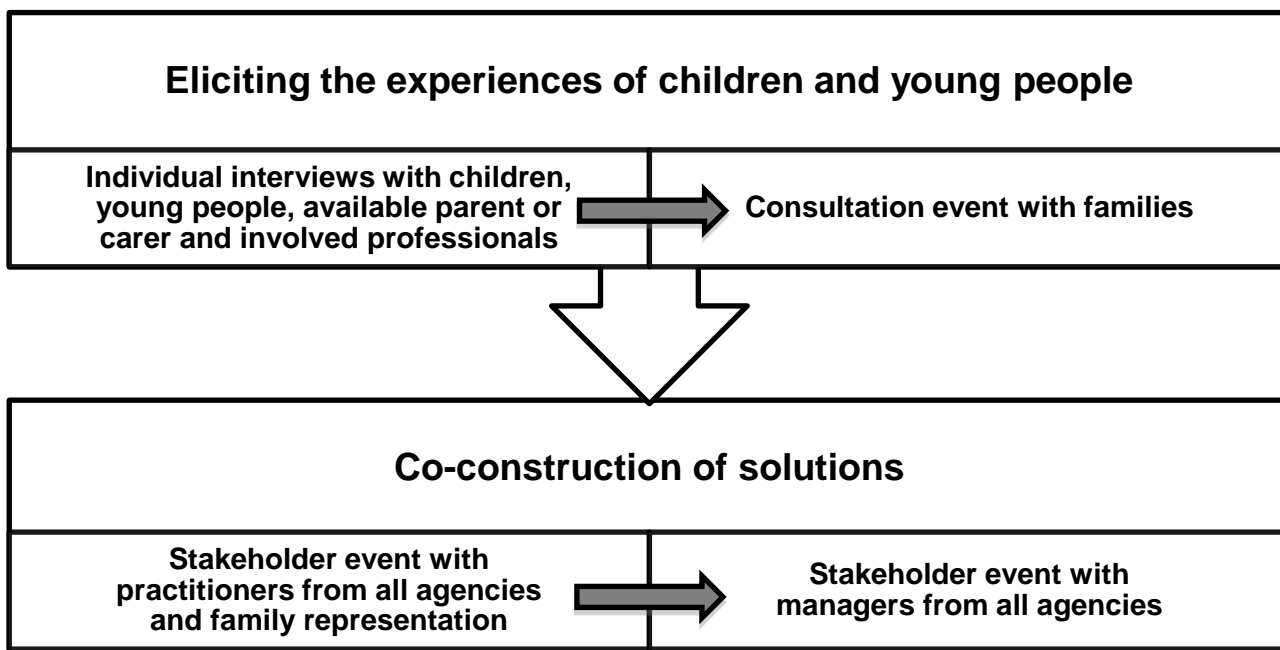 Eliciting the experiences of children and young people
Individual interviews with children,
young people, available parent or
carer and involved professionals
Consultation event with families
Co-construction of solutions
Stakeholder event with
practitioners from all agencies
and family representation
Stakeholder event with
managers from all agencies